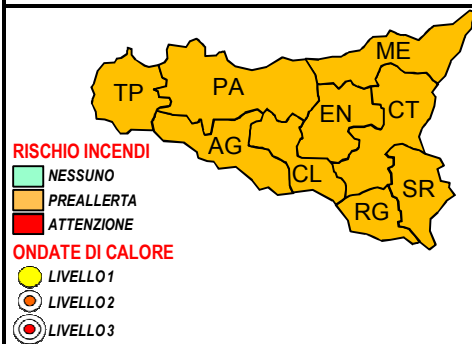 ME
PA
TP
EN
CT
AG
CL
SR
RG
RISCHIO INCENDI
NESSUNO
PREALLERTA
ATTENZIONE
ONDATE DI CALORE
LIVELLO 1
LIVELLO 2
LIVELLO 3